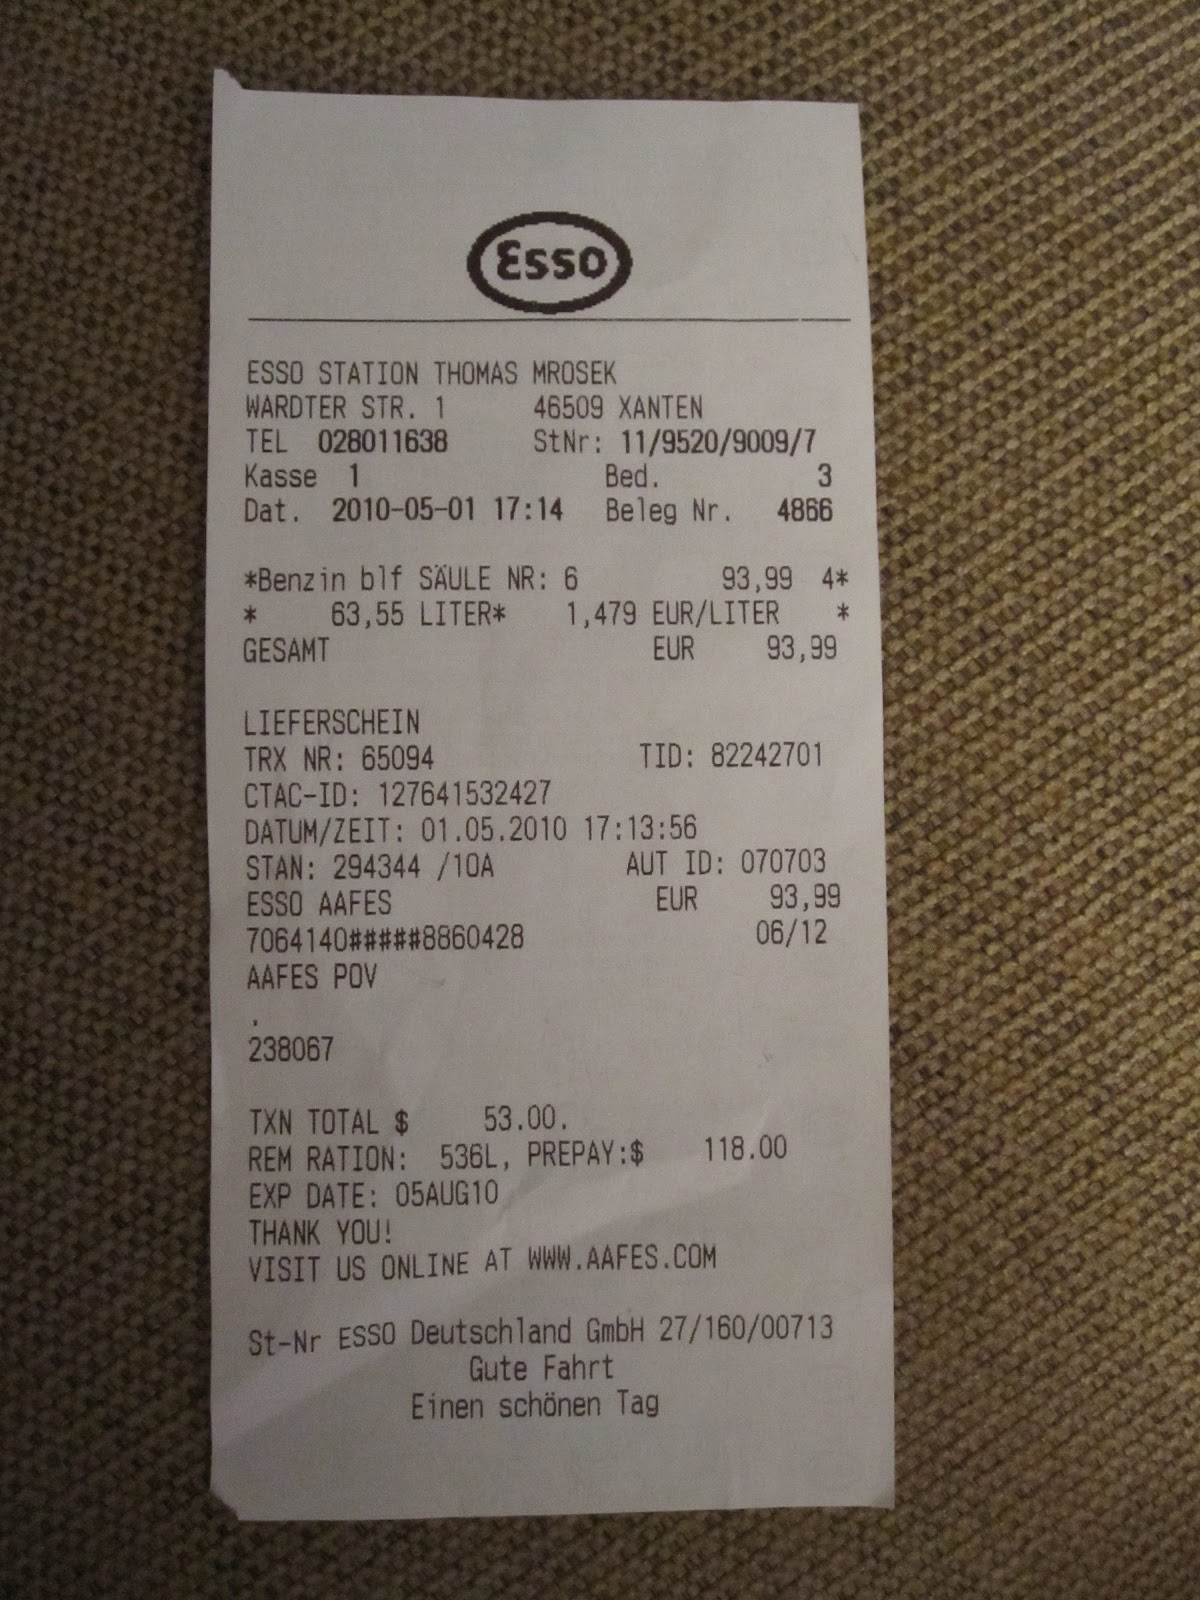 Esso
ESSO STATION THOMAS MROSEK
WARDTER STR. 1 46509 XANTEN
TEL 028011638 StNr: 11/9520/9009/7
Kasse 1 Bed. 3
Dat. 2010-05-01 17:14 Beleg Nr. 4866
*Benzin blf SÄULE NR: 6 93,99 4*
* 63,55 LITER* 1,479 EUR/LITER *
GESAMT EUR 93,99
LIEFERSCHEIN
TRX NR: 65094 TID: 82242701
CTAC-ID: 127641532427
DATUM/ZEIT: 01.05.2010 17:13:56
STAN: 294344 /10A AUT ID: 070703
ESSO AAFES EUR 93,99
7064140#####8860428 06/12
AAFES POV
.
238067
TXN TOTAL $ 53.00.
REM RATION: 536L, PREPAY:$ 118.00
EXP DATE: 05AUG10
THANK YOU!
VISIT US ONLINE AT WWW.AAFES.COM
St-Nr ESSO Deutschland GmbH 27/160/00713
Gute Fahrt
Einen schönen Tag